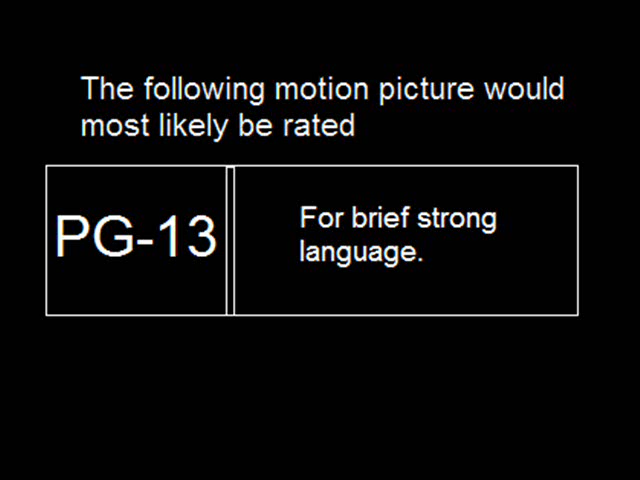 The following motion picture would
most likely be rated
PG-13
For brief strong
language.